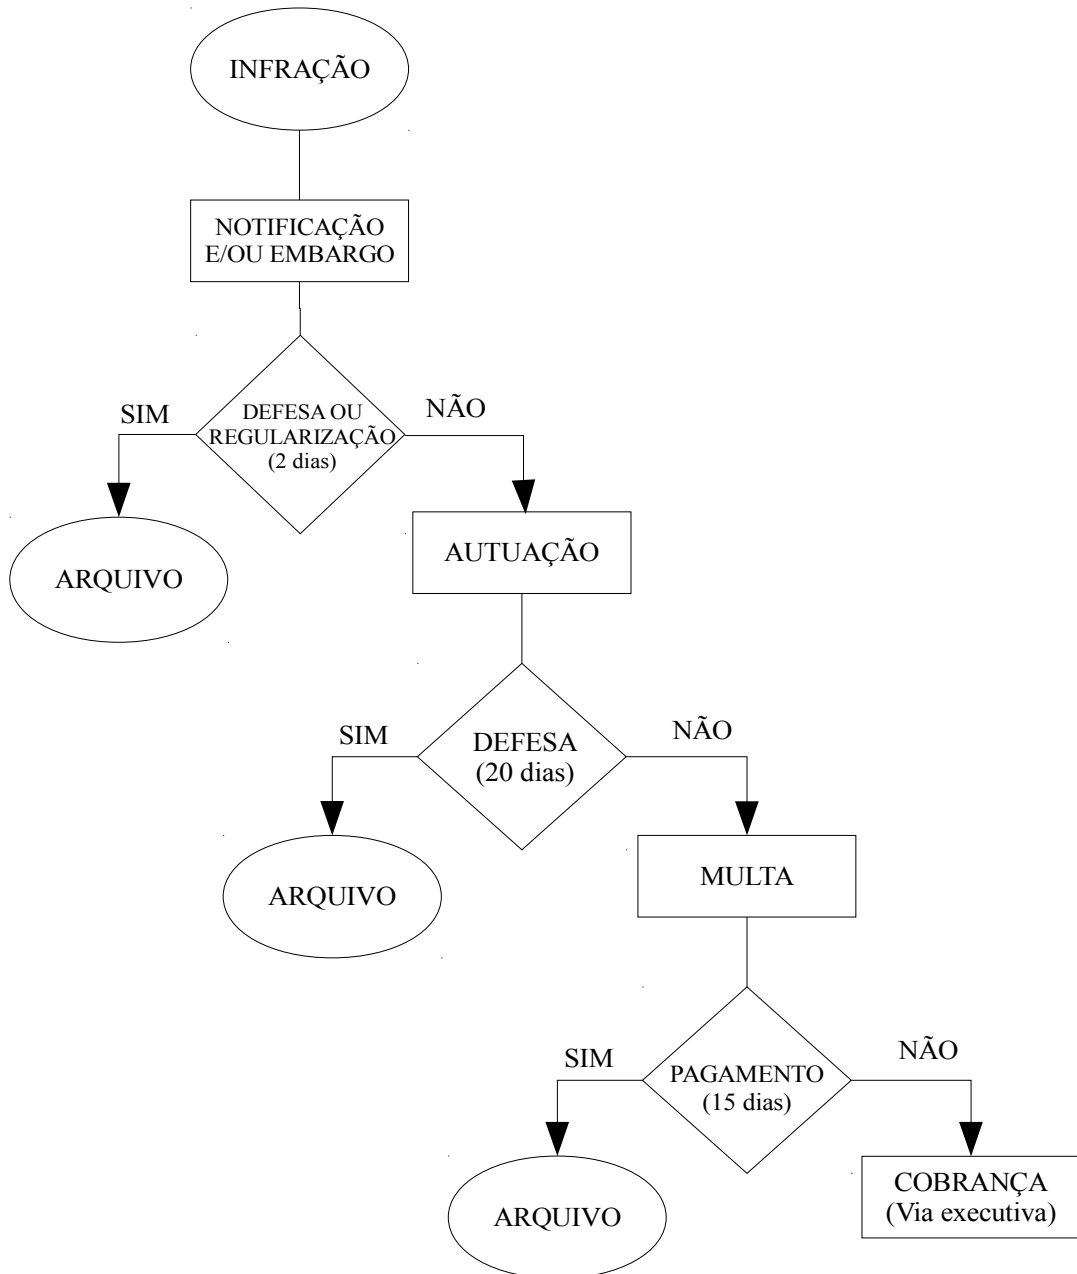 INFRAÇÃO
NOTIFICAÇÃO
E/OU EMBARGO
SIM
DEFESA OU
REGULARIZAÇÃO
(2 dias)
NÃO
ARQUIVO
AUTUAÇÃO
SIM
DEFESA
(20 dias)
NÃO
ARQUIVO
MULTA
SIM
PAGAMENTO
(15 dias)
NÃO
ARQUIVO
COBRANÇA
(Via executiva)